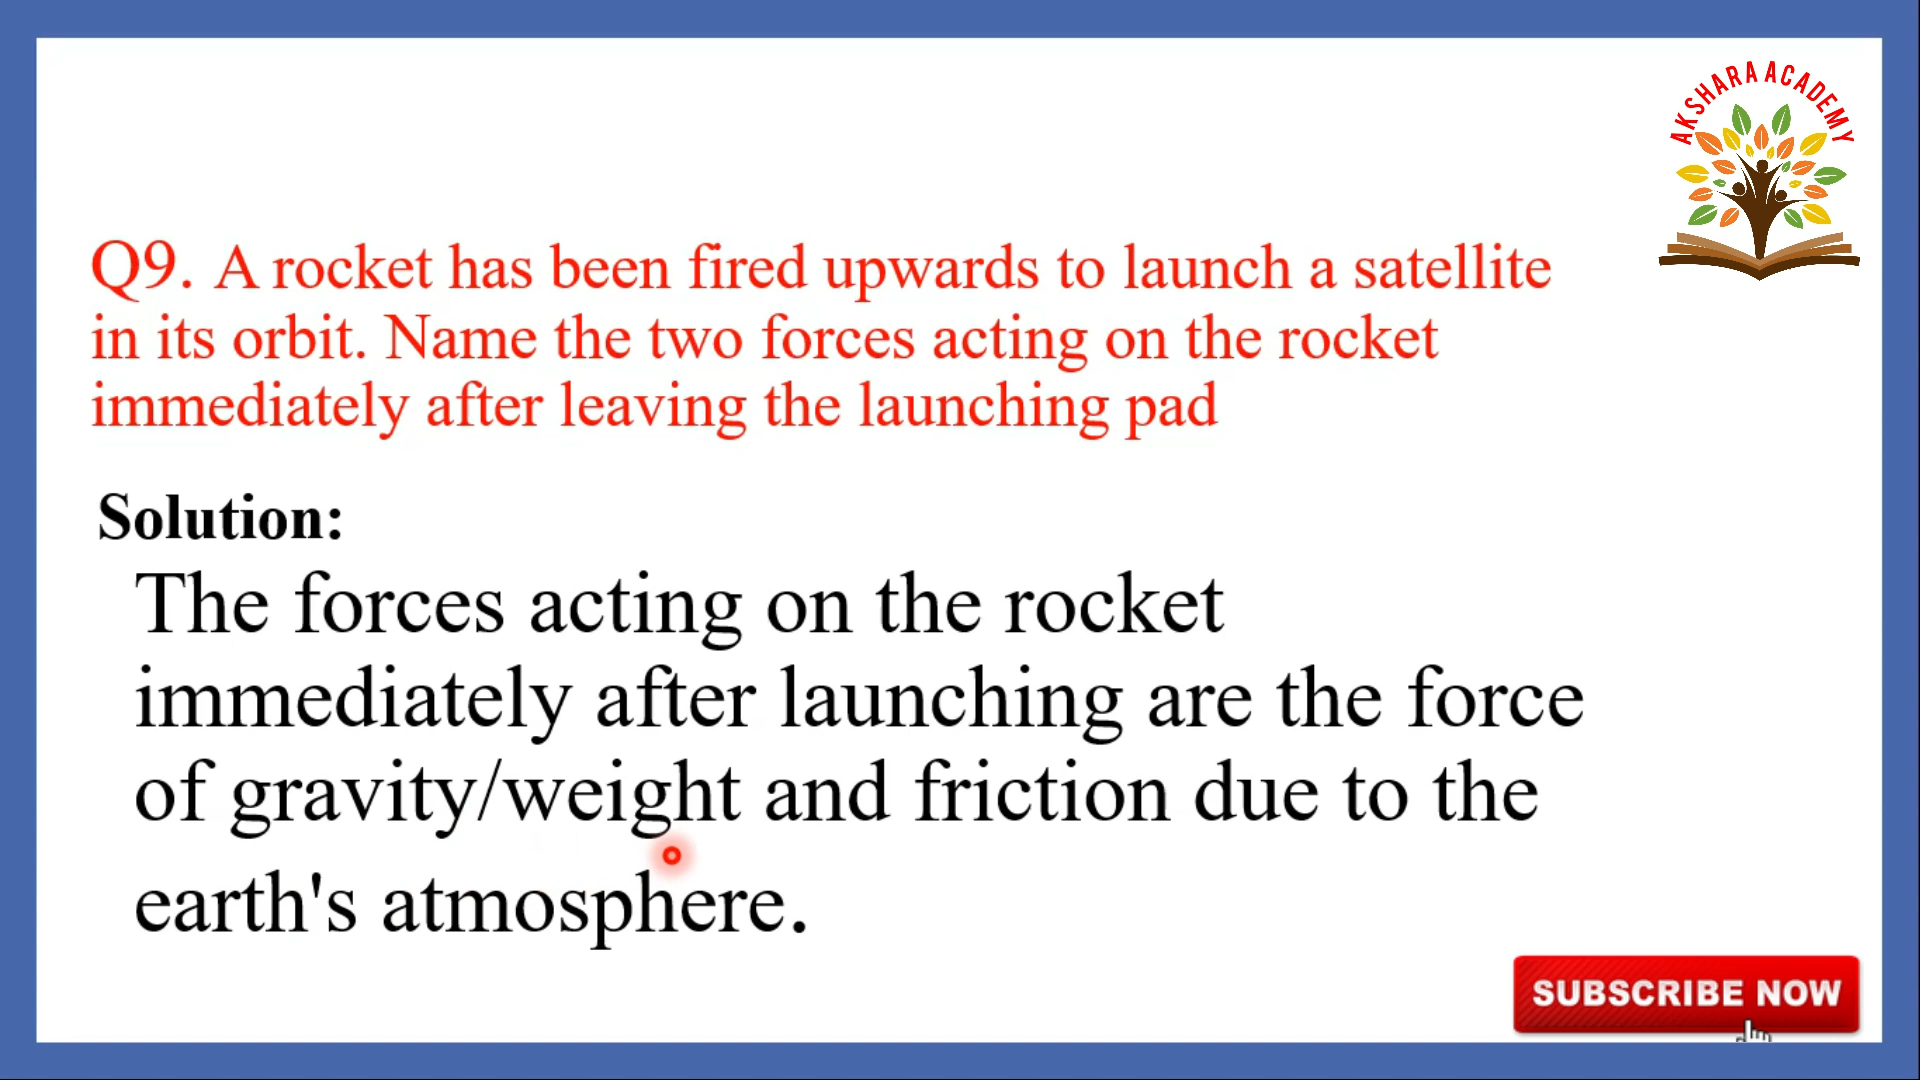 AKSHARA ACADEMY
Q9. A rocket has been fired upwards to launch a satellite
in its orbit. Name the two forces acting on the rocket
immediately after leaving the launching pad
Solution:
The forces acting on the rocket
immediately after launching are the force
of gravity/weight and friction due to the
earth's atmosphere.
SUBSCRIBE NOW